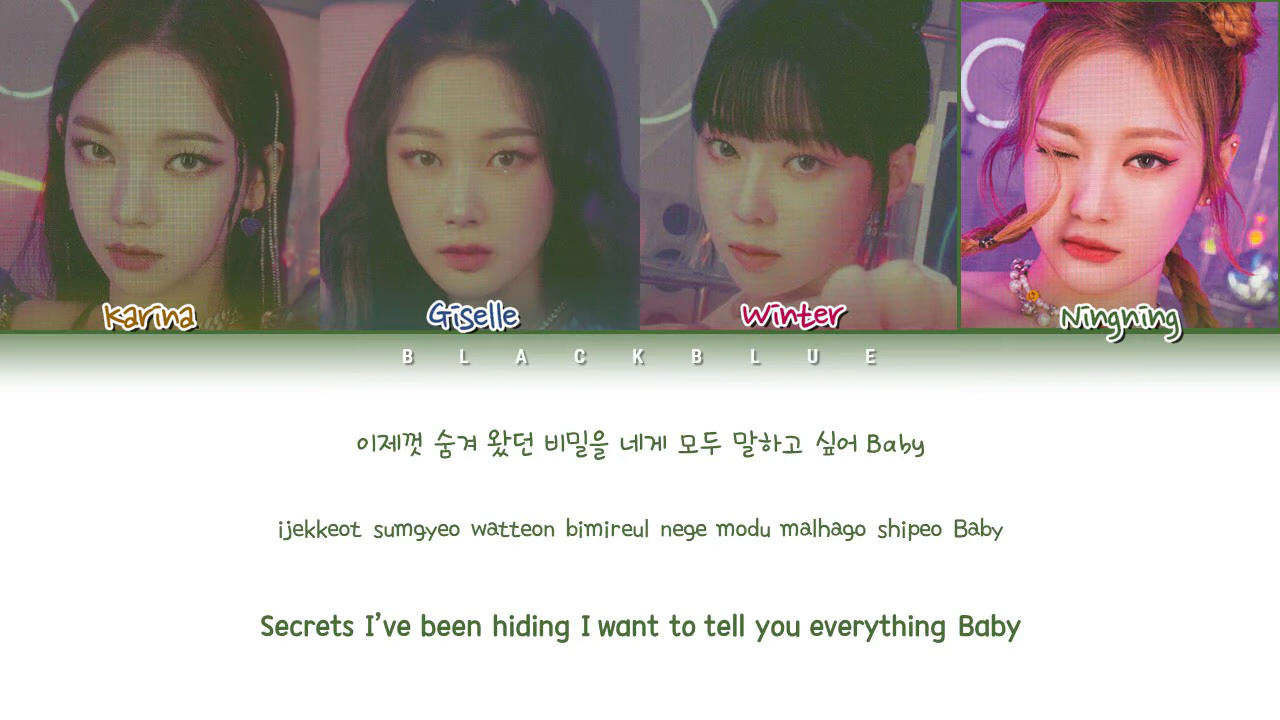 Karina Giselle Winter Ningning
BLACKBLUE
이제껏 숨겨 왔던 비밀을 네게 모두 말하고 싶어 Baby
ijekkeot sumgyeo watteon bimireul nege modu malhago shipeo Baby
Secrets I've been hiding I want to tell you everything Baby